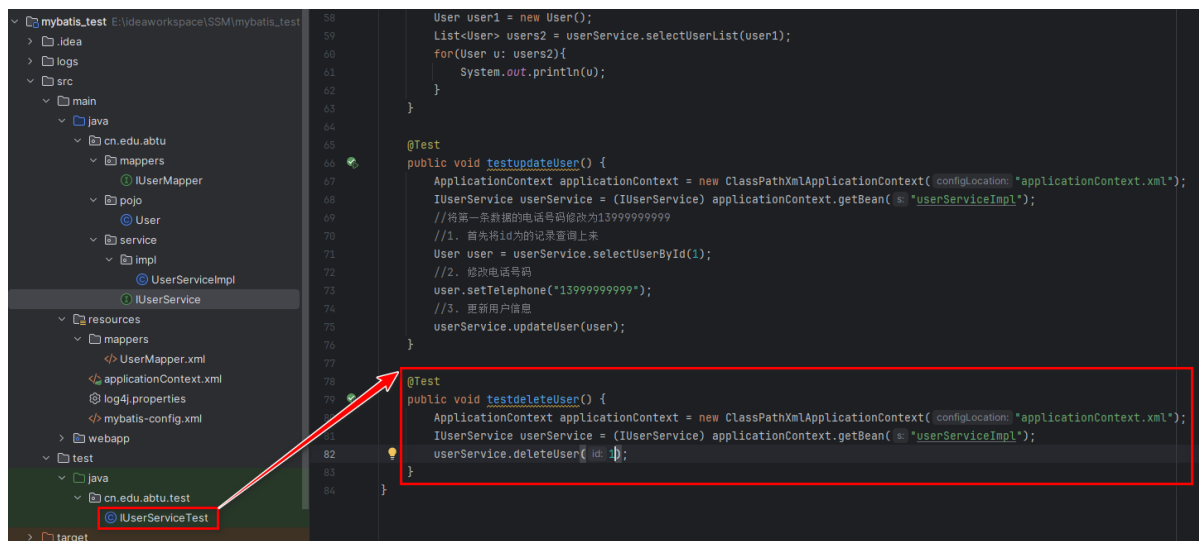 mybatis_test E:\ideaworkspace\SSM\mybatis_test
.idea
logs
src
main
java
cn.edu.abtu
mappers
IUserMapper
pojo
User
service
impl
UserServiceImpl
IUserService
resources
mappers
UserMapper.xml
applicationContext.xml
log4j.properties
mybatis-config.xml
webapp
test
java
cn.edu.abtu.test
IUserServiceTest
target
58 User user1 = new User();
59 List<User> users2 = userService.selectUserList(user1);
60 for(User u: users2){
61 System.out.println(u);
62 }
63 }
64
65 @Test
66 public void testupdateUser() {
67 ApplicationContext applicationContext = new ClassPathXmlApplicationContext( configLocation: "applicationContext.xml");
68 IUserService userService = (IUserService) applicationContext.getBean( s: "userServiceImpl");
69 //将第一条数据的电话号码修改为13999999999
70 //1. 首先将id为的记录查询上来
71 User user = userService.selectUserById(1);
72 //2. 修改电话号码
73 user.setTelephone("13999999999");
74 //3. 更新用户信息
75 userService.updateUser(user);
76 }
77
78 @Test
79 public void testdeleteUser() {
ApplicationContext applicationContext = new ClassPathXmlApplicationContext( configLocation: "applicationContext.xml");
81 IUserService userService = (IUserService) applicationContext.getBean( s: "userServiceImpl");
82 userService.deleteUser( id: 1);
83 }
84 }